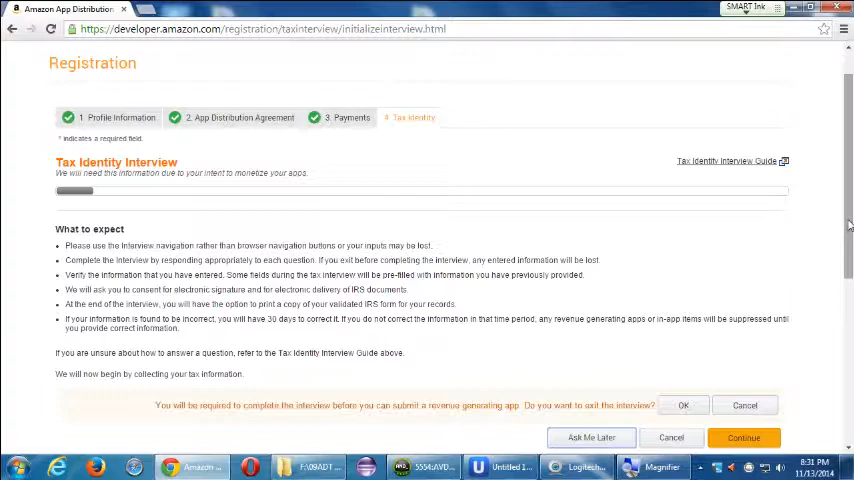 Amazon App Distribution
SMART Ink
https://developer.amazon.com/registration/taxinterview/initializeinterview.html
Registration
1. Profile Information
2. App Distribution Agreement
3. Payments
4. Tax Identity
* Indicates a required field.
Tax Identity Interview
Tax Identity Interview Guide
We will need this information due to your intent to monetize your apps.
What to expect
Please use the Interview navigation rather than browser navigation buttons or your inputs may be lost.
Complete the Interview by responding appropriately to each question. If you exit before completing the interview, any entered information will be lost.
Verify the information that you have entered. Some fields during the tax interview will be pre-filled with information you have previously provided.
We will ask you to consent for electronic signature and for electronic delivery of IRS documents.
At the end of the interview, you will have the option to print a copy of your validated IRS form for your records.
If your information is found to be incorrect, you will have 30 days to correct it. If you do not correct the information in that time period, any revenue generating apps or in-app items will be suppressed until
you provide correct information.
If you are unsure about how to answer a question, refer to the Tax Identity Interview Guide above.
We will now begin by collecting your tax information.
You will be required to complete the interview before you can submit a revenue generating app. Do you want to exit the interview?
OK
Cancel
Ask Me Later
Cancel
Continue
Amazon ...
F:\09ADT ...
5554:AVD...
Untitled 1...
Logitech...
Magnifier
8:31 PM
11/13/2014